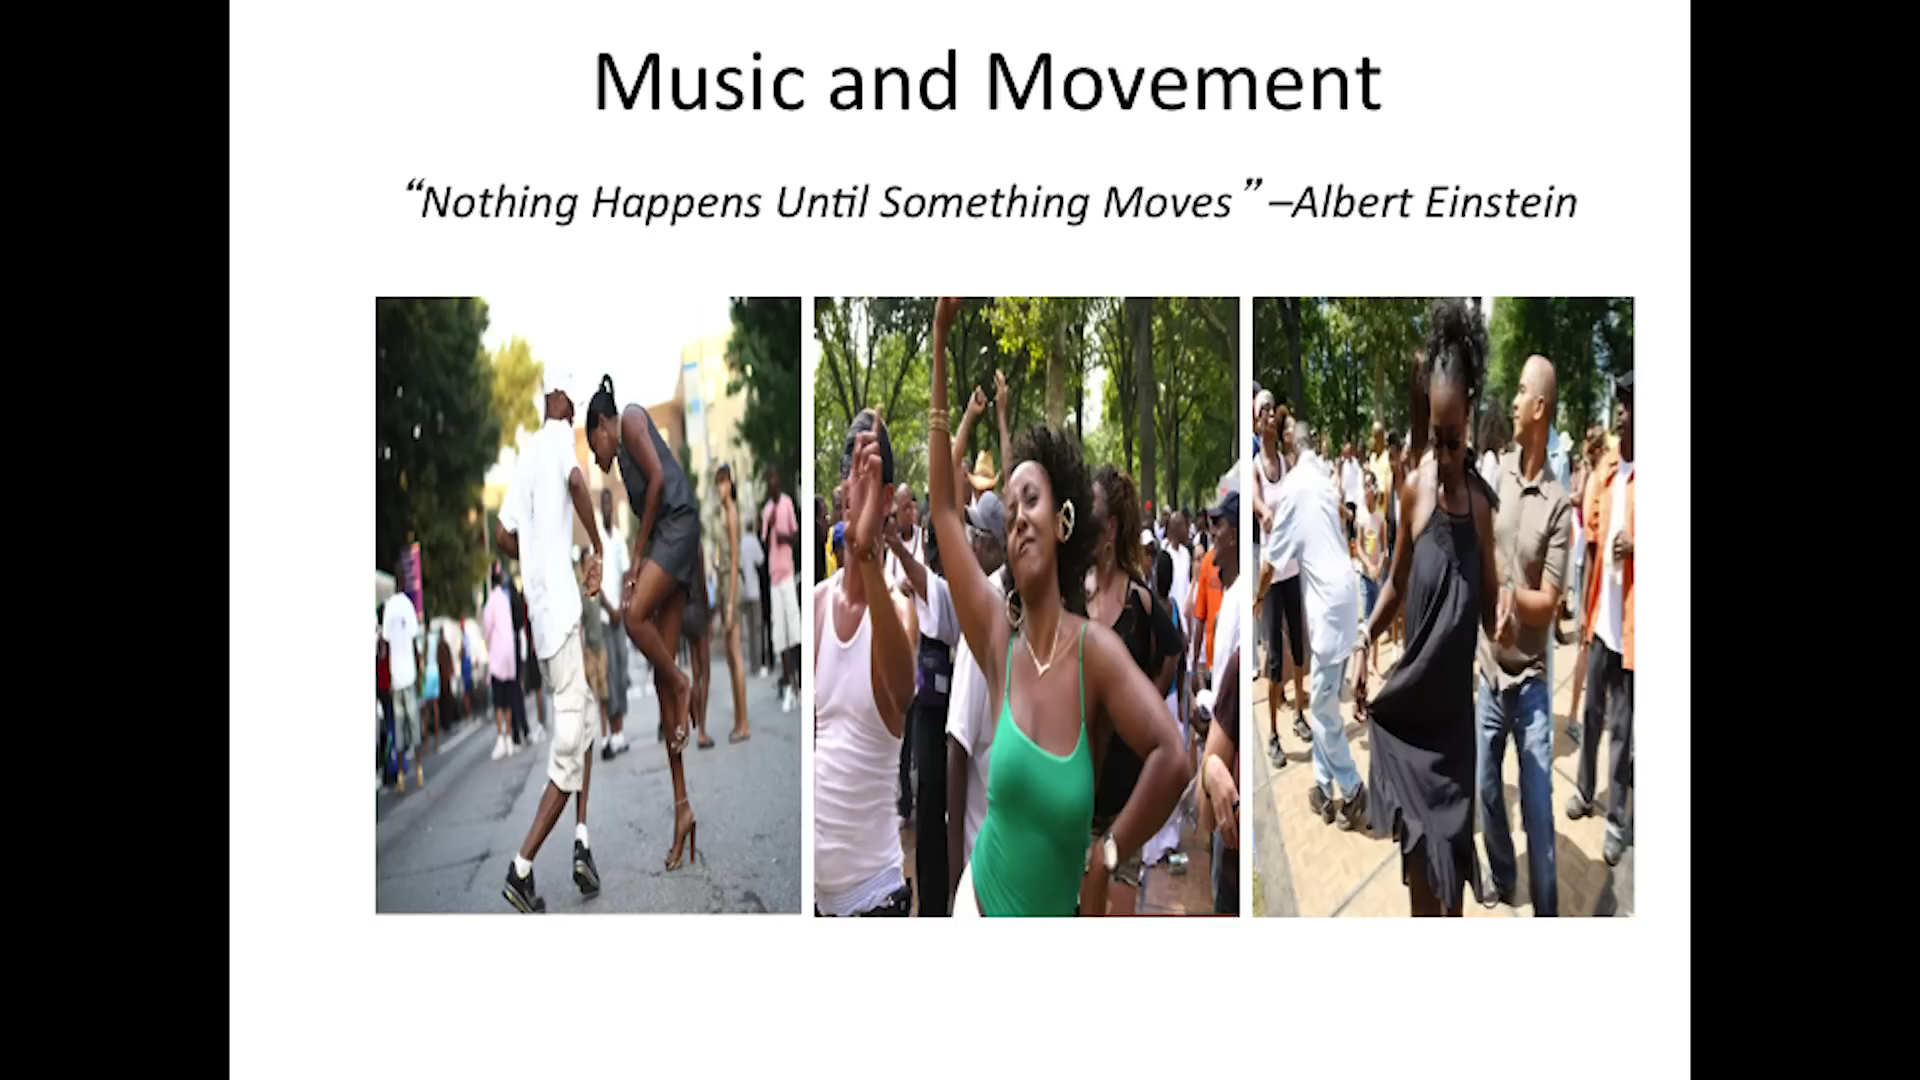 Music and Movement
“Nothing Happens Until Something Moves” –Albert Einstein